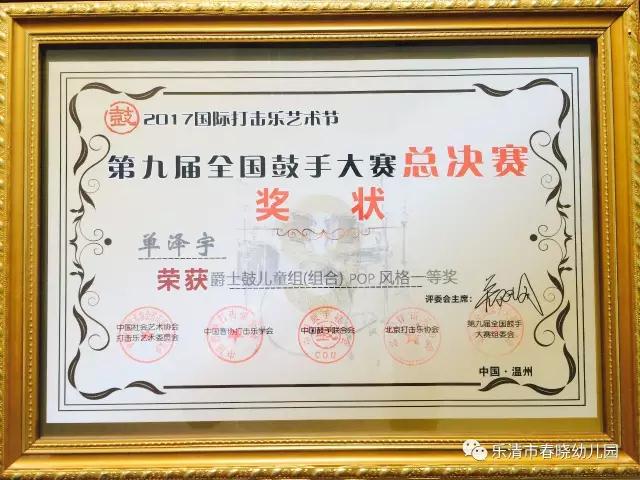 鼓 2017国际打击乐艺术节
第九届全国鼓手大赛总决赛
奖状
单泽宇
荣获爵士鼓儿童组(组合) POP 风格一等奖
评委会主席:
中国社会艺术协会 中国音协打击乐学会 中国鼓手联合会 北京打击乐协会 第九届全国鼓手
打击乐艺术委员会 大赛组委会
CDU
中国·温州
乐清市春晓幼儿园